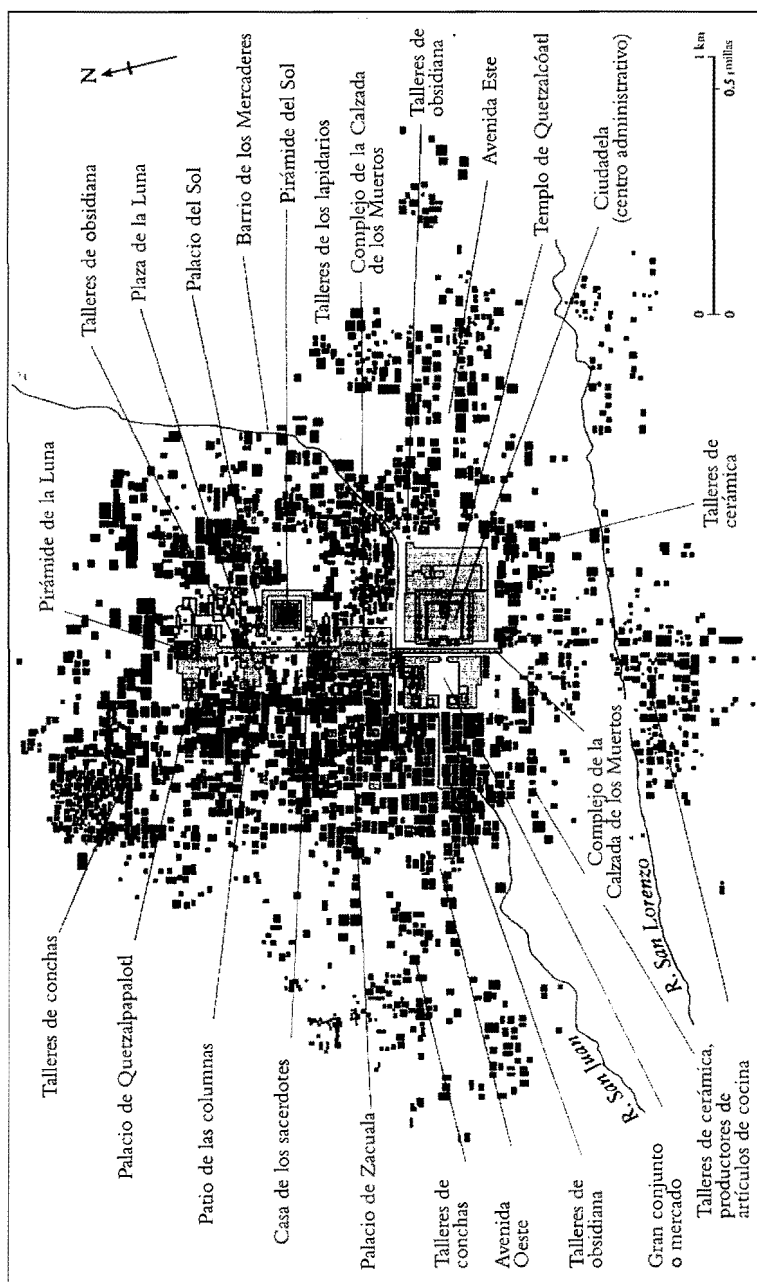 Talleres de conchas
Palacio de Quetzalpapalotl
Patio de las columnas
Casa de los sacerdotes
Palacio de Zacuala
Talleres de
conchas
Avenida
Oeste
Talleres de
obsidiana
Gran conjunto
o mercado
Talleres de cerámica,
productores de
artículos de cocina
R. San Juan
R. San Lorenzo
Complejo de la
Calzada de los Muertos
Pirámide de la Luna
Talleres de obsidiana
Plaza de la Luna
Palacio del Sol
Barrio de los Mercaderes
Pirámide del Sol
Talleres de los lapidarios
Complejo de la Calzada
de los Muertos
Talleres de
obsidiana
Avenida Este
Templo de Quetzalcóatl
Ciudadela
(centro administrativo)
Talleres de
cerámica
N
0 1 km
0 0.5 millas